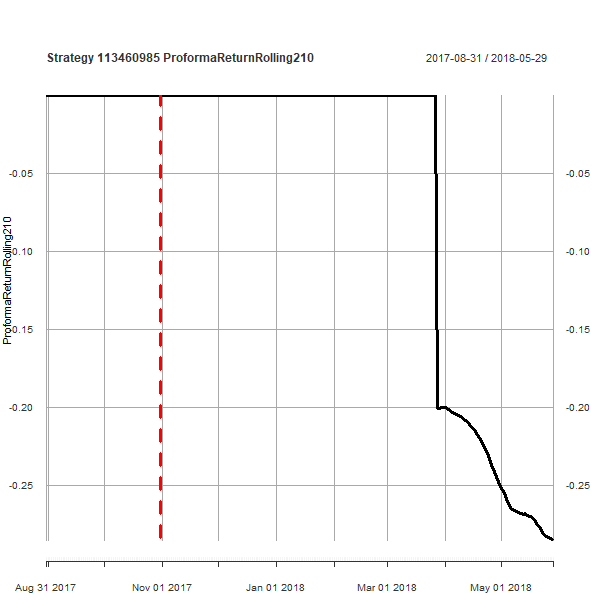 Strategy 113460985 ProformaReturnRolling210
2017-08-31 / 2018-05-29
ProformaReturnRolling210
-0.05
-0.10
-0.15
-0.20
-0.25
-0.05
-0.10
-0.15
-0.20
-0.25
Aug 31 2017
Nov 01 2017
Jan 01 2018
Mar 01 2018
May 01 2018